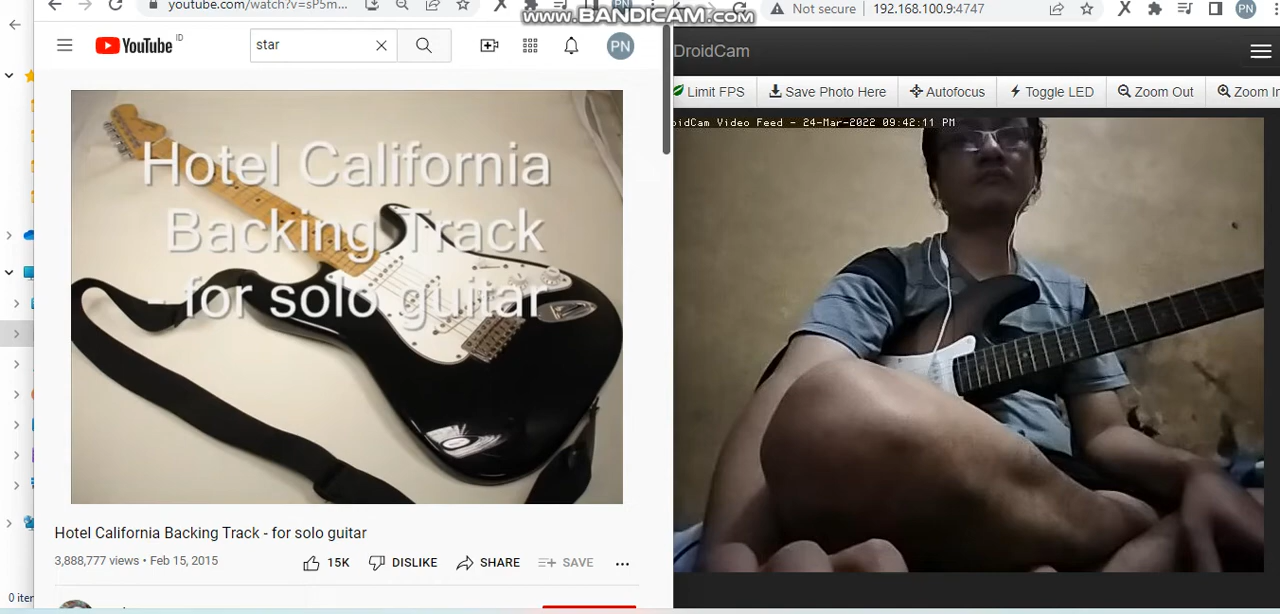 youtube.com/watch?v=sP5m...
www.BANDICAM.com
Not secure
192.168.100.9:4747
PN
YouTube ID
star
PN
DroidCam
Limit FPS
Save Photo Here
Autofocus
Toggle LED
Zoom Out
Zoom In
oidCam Video Feed - 24-Mar-2022 09:42:11 PM
Hotel California
Backing Track
- for solo guitar
Hotel California Backing Track - for solo guitar
3,888,777 views • Feb 15, 2015
15K
DISLIKE
SHARE
SAVE
0 iter